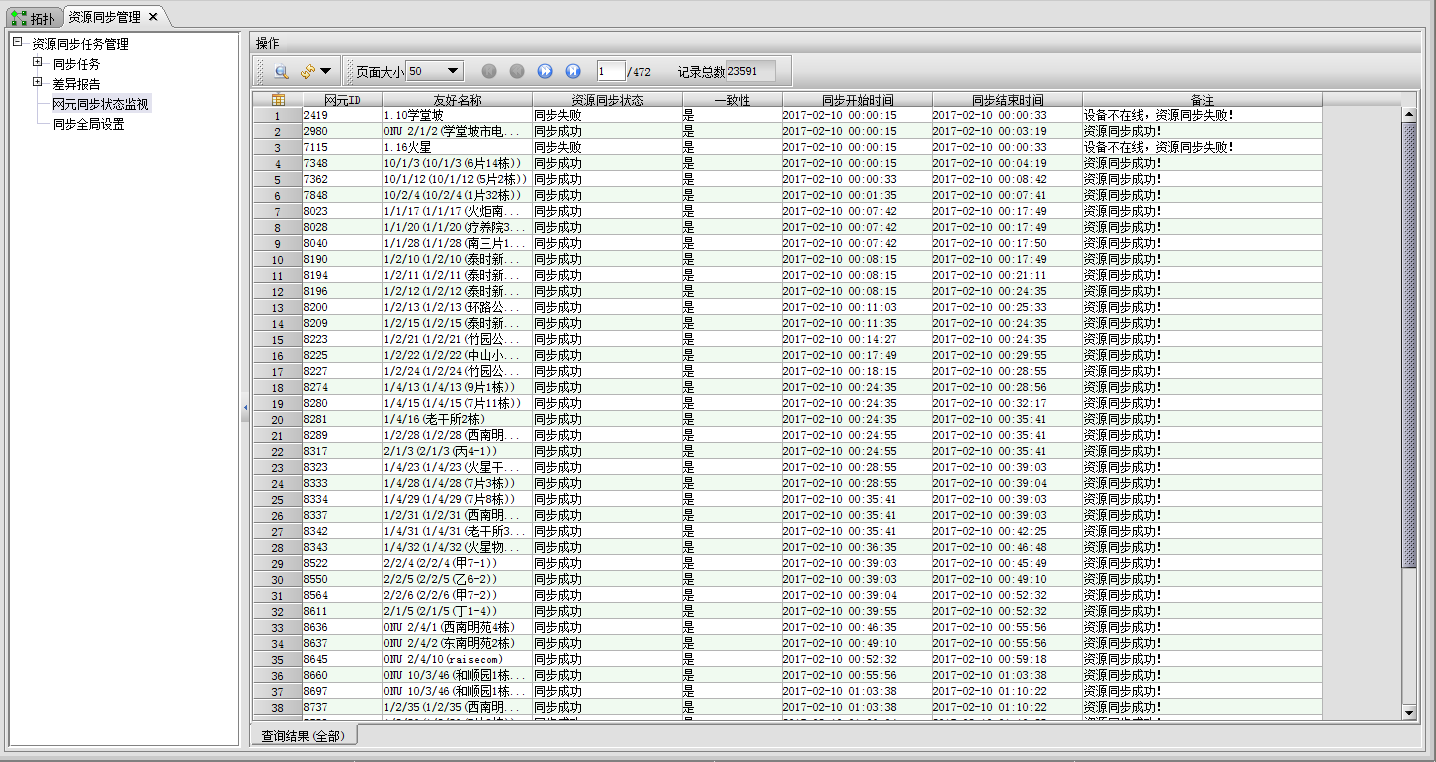 拓扑 资源同步管理
资源同步任务管理
同步任务
差异报告
网元同步状态监视
同步全局设置
操作
页面大小 50 1 /472 记录总数 23591
网元ID 友好名称 资源同步状态 一致性 同步开始时间 同步结束时间 备注
1 2419 1.10学堂坡 同步失败 是 2017-02-10 00:00:15 2017-02-10 00:00:33 设备不在线，资源同步失败!
2 2980 ONU 2/1/2(学堂坡市电... 同步成功 是 2017-02-10 00:00:15 2017-02-10 00:03:19 资源同步成功!
3 7115 1.16火星 同步失败 是 2017-02-10 00:00:15 2017-02-10 00:00:33 设备不在线，资源同步失败!
4 7348 10/1/3(10/1/3(6片14栋)) 同步成功 是 2017-02-10 00:00:15 2017-02-10 00:04:19 资源同步成功!
5 7362 10/1/12(10/1/12(5片2栋)) 同步成功 是 2017-02-10 00:00:33 2017-02-10 00:08:42 资源同步成功!
6 7848 10/2/4(10/2/4(1片32栋)) 同步成功 是 2017-02-10 00:01:35 2017-02-10 00:07:41 资源同步成功!
7 8023 1/1/17(1/1/17(火炬南... 同步成功 是 2017-02-10 00:07:42 2017-02-10 00:17:49 资源同步成功!
8 8028 1/1/20(1/1/20(疗养院3... 同步成功 是 2017-02-10 00:07:42 2017-02-10 00:17:49 资源同步成功!
9 8040 1/1/28(1/1/28(南三片1... 同步成功 是 2017-02-10 00:07:42 2017-02-10 00:17:50 资源同步成功!
10 8190 1/2/10(1/2/10(泰时新... 同步成功 是 2017-02-10 00:08:15 2017-02-10 00:17:49 资源同步成功!
11 8194 1/2/11(1/2/11(泰时新... 同步成功 是 2017-02-10 00:08:15 2017-02-10 00:21:11 资源同步成功!
12 8196 1/2/12(1/2/12(泰时新... 同步成功 是 2017-02-10 00:08:15 2017-02-10 00:24:35 资源同步成功!
13 8200 1/2/13(1/2/13(环路公... 同步成功 是 2017-02-10 00:11:03 2017-02-10 00:25:33 资源同步成功!
14 8209 1/2/15(1/2/15(泰时新... 同步成功 是 2017-02-10 00:11:35 2017-02-10 00:24:35 资源同步成功!
15 8223 1/2/21(1/2/21(竹园公... 同步成功 是 2017-02-10 00:14:27 2017-02-10 00:24:35 资源同步成功!
16 8225 1/2/22(1/2/22(中山小... 同步成功 是 2017-02-10 00:17:49 2017-02-10 00:29:55 资源同步成功!
17 8227 1/2/24(1/2/24(竹园公... 同步成功 是 2017-02-10 00:18:15 2017-02-10 00:28:55 资源同步成功!
18 8274 1/4/13(1/4/13(9片1栋)) 同步成功 是 2017-02-10 00:24:35 2017-02-10 00:28:56 资源同步成功!
19 8280 1/4/15(1/4/15(7片11栋)) 同步成功 是 2017-02-10 00:24:35 2017-02-10 00:32:17 资源同步成功!
20 8281 1/4/16(老干所2栋) 同步成功 是 2017-02-10 00:24:35 2017-02-10 00:35:41 资源同步成功!
21 8289 1/2/28(1/2/28(西南明... 同步成功 是 2017-02-10 00:24:55 2017-02-10 00:35:41 资源同步成功!
22 8317 2/1/3(2/1/3(丙4-1)) 同步成功 是 2017-02-10 00:24:55 2017-02-10 00:35:41 资源同步成功!
23 8323 1/4/23(1/4/23(火星干... 同步成功 是 2017-02-10 00:28:55 2017-02-10 00:39:03 资源同步成功!
24 8333 1/4/28(1/4/28(7片3栋)) 同步成功 是 2017-02-10 00:28:55 2017-02-10 00:39:04 资源同步成功!
25 8334 1/4/29(1/4/29(7片8栋)) 同步成功 是 2017-02-10 00:35:41 2017-02-10 00:39:03 资源同步成功!
26 8337 1/2/31(1/2/31(西南明... 同步成功 是 2017-02-10 00:35:41 2017-02-10 00:39:03 资源同步成功!
27 8342 1/4/31(1/4/31(老干所3... 同步成功 是 2017-02-10 00:35:41 2017-02-10 00:42:25 资源同步成功!
28 8343 1/4/32(1/4/32(火星物... 同步成功 是 2017-02-10 00:36:35 2017-02-10 00:46:48 资源同步成功!
29 8522 2/2/4(2/2/4(甲7-1)) 同步成功 是 2017-02-10 00:39:03 2017-02-10 00:45:49 资源同步成功!
30 8550 2/2/5(2/2/5(乙6-2)) 同步成功 是 2017-02-10 00:39:03 2017-02-10 00:49:10 资源同步成功!
31 8564 2/2/6(2/2/6(甲7-2)) 同步成功 是 2017-02-10 00:39:04 2017-02-10 00:52:32 资源同步成功!
32 8611 2/1/5(2/1/5(丁1-4)) 同步成功 是 2017-02-10 00:39:55 2017-02-10 00:52:32 资源同步成功!
33 8636 ONU 2/4/1(西南明苑4栋) 同步成功 是 2017-02-10 00:46:35 2017-02-10 00:55:56 资源同步成功!
34 8637 ONU 2/4/2(东南明苑2栋) 同步成功 是 2017-02-10 00:49:10 2017-02-10 00:55:56 资源同步成功!
35 8645 ONU 2/4/10(raisecom) 同步成功 是 2017-02-10 00:52:32 2017-02-10 00:59:18 资源同步成功!
36 8660 ONU 10/3/46(和顺园1栋... 同步成功 是 2017-02-10 00:55:56 2017-02-10 01:03:38 资源同步成功!
37 8697 ONU 10/3/46(和顺园1栋... 同步成功 是 2017-02-10 01:03:38 2017-02-10 01:10:22 资源同步成功!
38 8737 1/2/35(1/2/35(西南明... 同步成功 是 2017-02-10 01:03:38 2017-02-10 01:10:22 资源同步成功!
查询结果(全部)